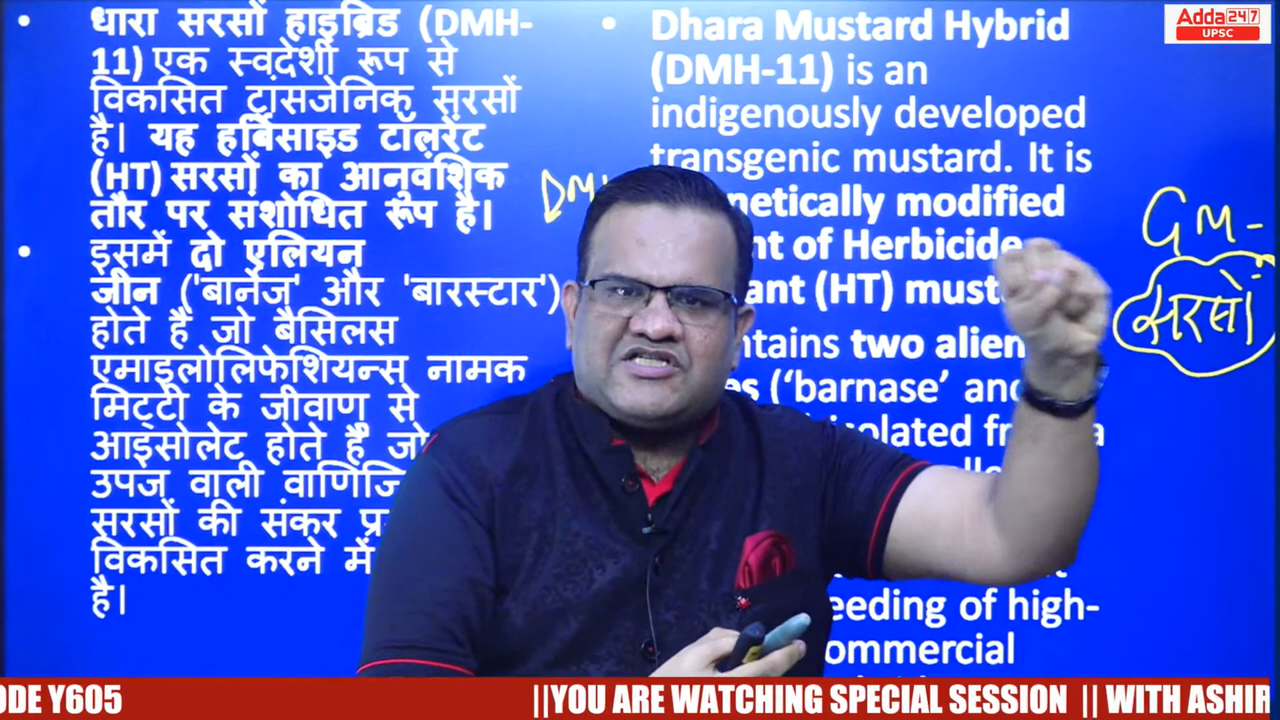 • धारा सरसों हाइब्रिड (DMH-
11) एक स्वदेशी रूप से
विकसित ट्रांसजेनिक सरसों
है। यह हर्बिसाइड टॉलरेंट
(HT) सरसों का आनुवंशिक
तौर पर संशोधित रूप है।
• इसमें दो एलियन
जीन ('बार्नेज' और 'बारस्टार')
होते हैं जो बैसिलस
एमाइलोलिफेशियन्स नामक
मिट्टी के जीवाणु से
आइसोलेट होते हैं जो
उपज वाली
सरसों की संकर
विकसित करने में
है।
• Dhara Mustard Hybrid
(DMH-11) is an
indigenously developed
transgenic mustard. It is
netically modified
nt of Herbicide
ant (HT) must
ntains two alien
es ('barnase' and
olated a
eeding of high-
ommercial
DM
GM-
सरसों
Adda 247
UPSC
ODE Y605 ||YOU ARE WATCHING SPECIAL SESSION || WITH ASHIR